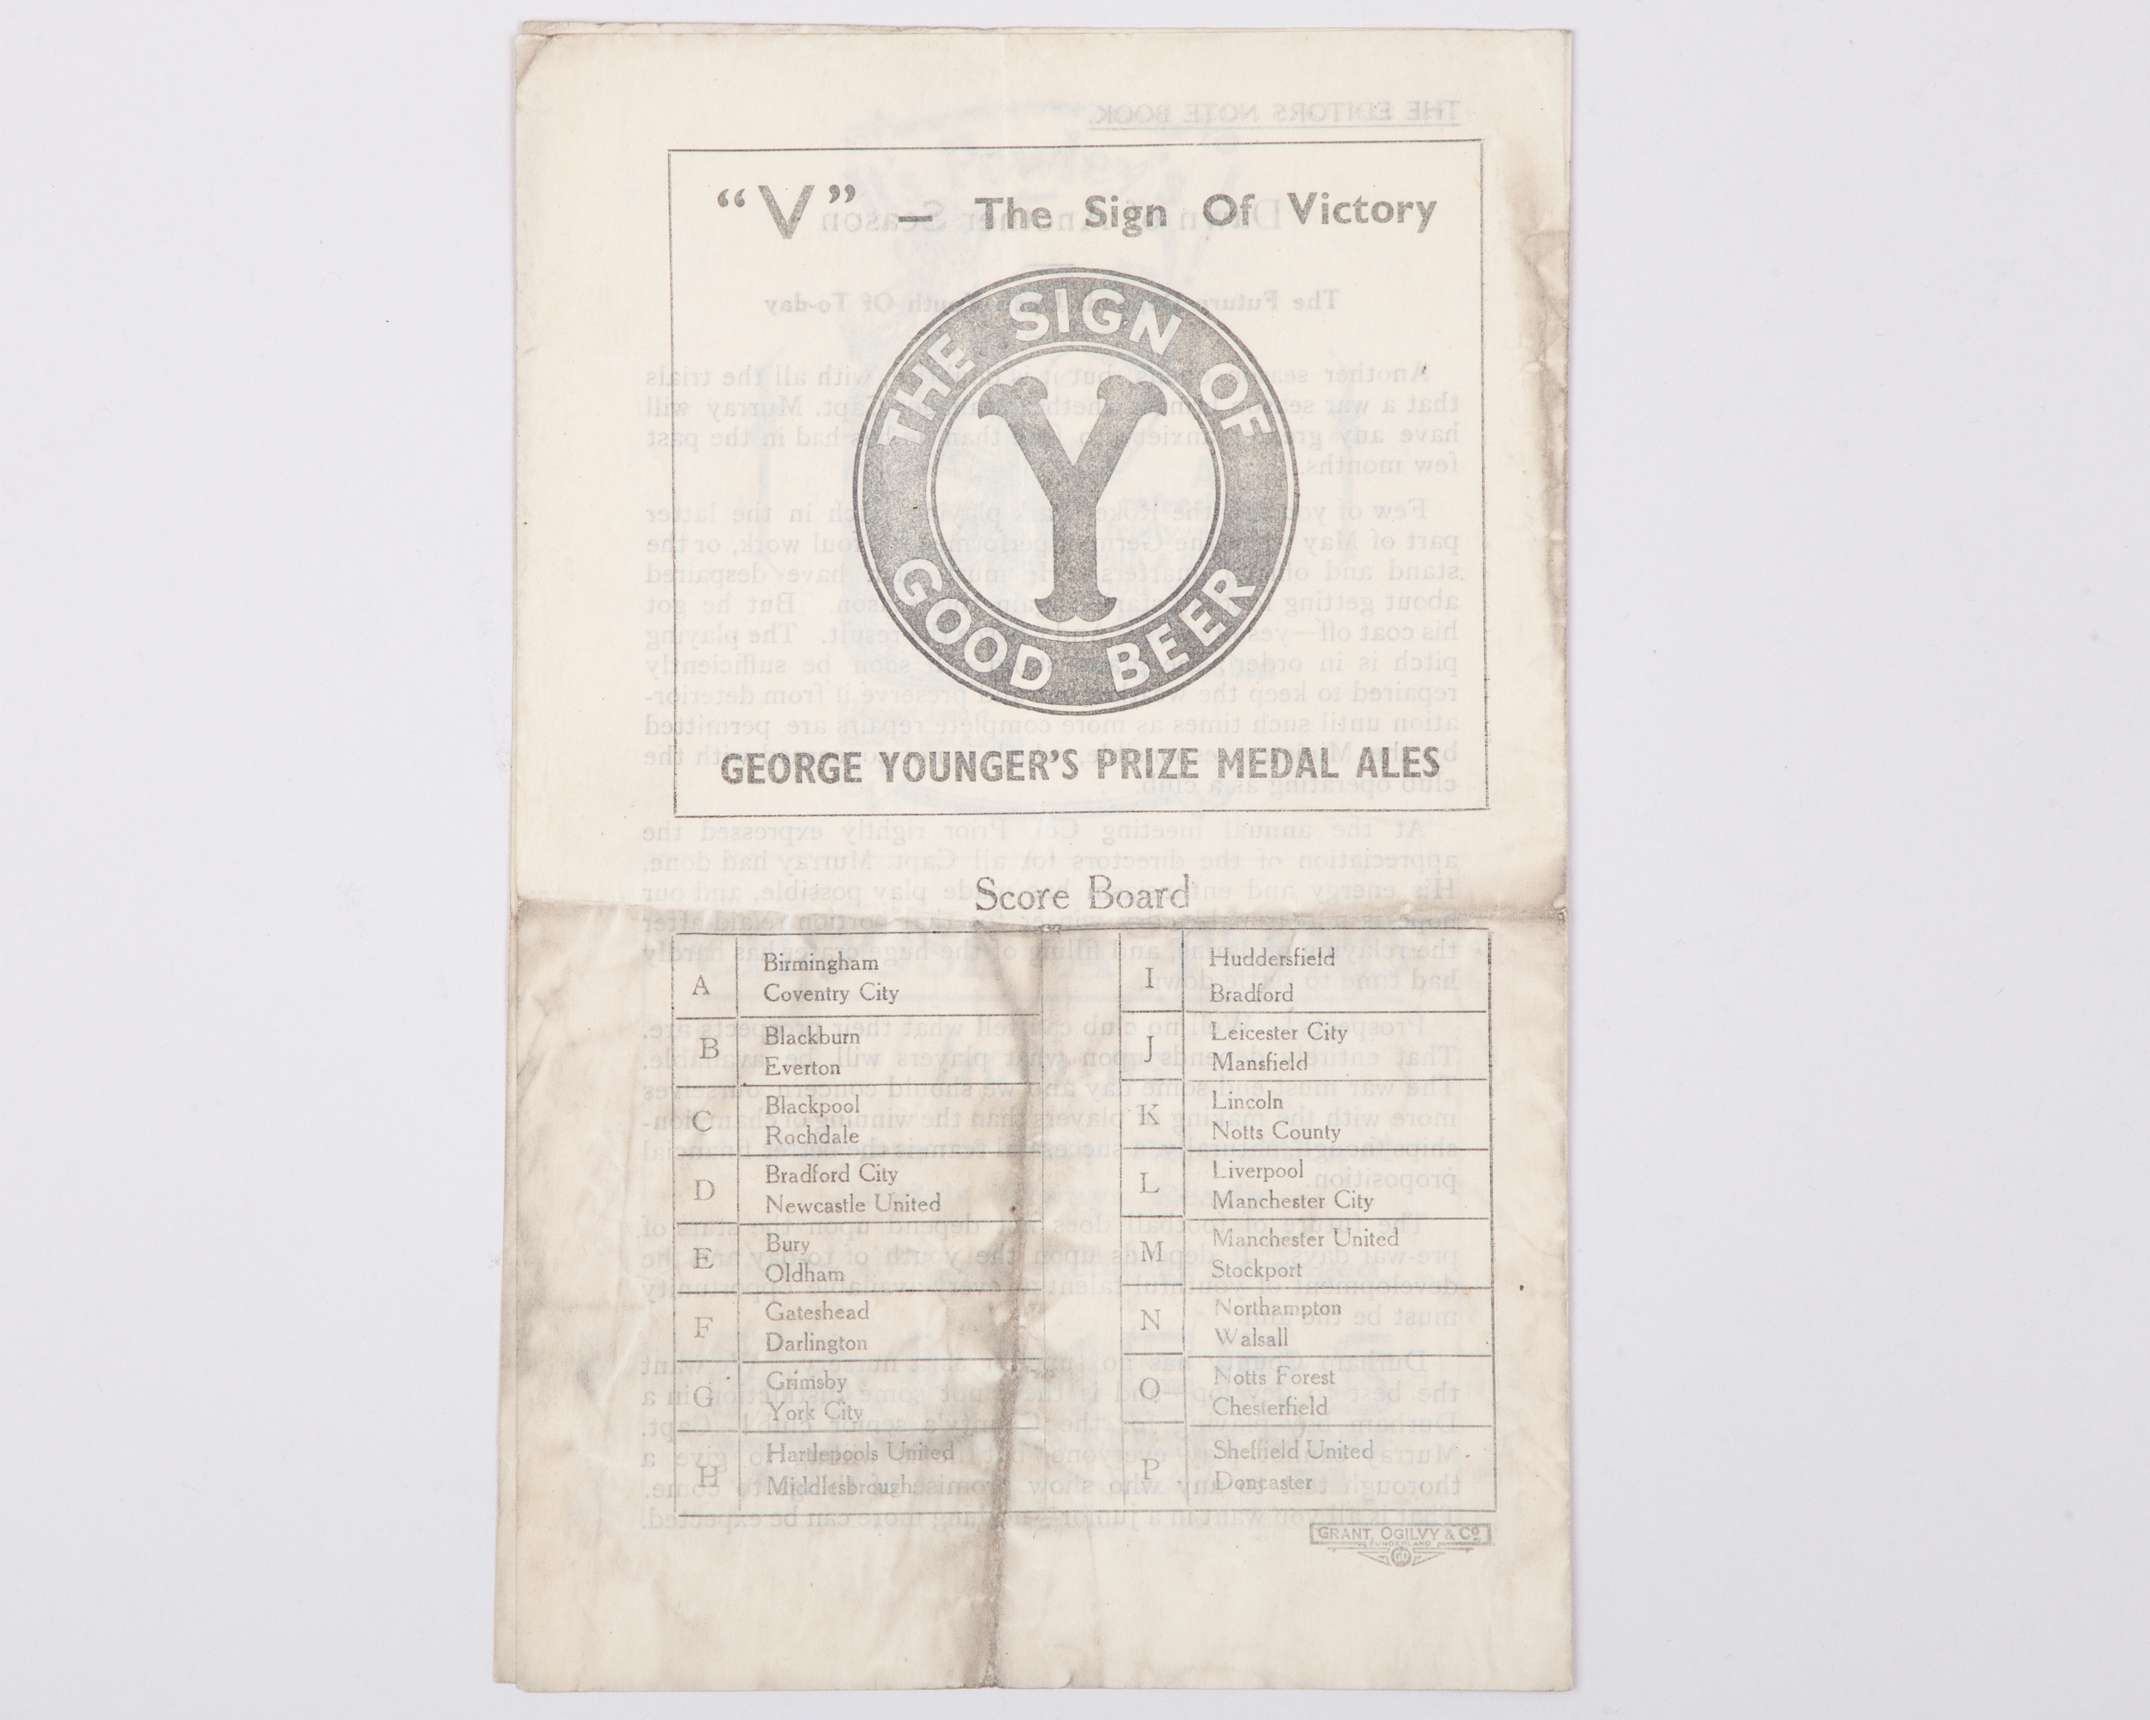 "V" — The Sign Of Victory
THE SIGN OF
Y
GOOD BEER
GEORGE YOUNGER'S PRIZE MEDAL ALES
Score Board
A
Birmingham
Coventry City
B
Blackburn
Everton
C
Blackpool
Rochdale
D
Bradford City
Newcastle United
E
Bury
Oldham
F
Gateshead
Darlington
G
Grimsby
York City
H
Hartlepools United
Middlesbrough
I
Huddersfield
Bradford
J
Leicester City
Mansfield
K
Lincoln
Notts County
L
Liverpool
Manchester City
M
Manchester United
Stockport
N
Northampton
Walsall
O
Notts Forest
Chesterfield
P
Sheffield United
Doncaster
GRANT, OGILVY & Co
SUNDERLAND